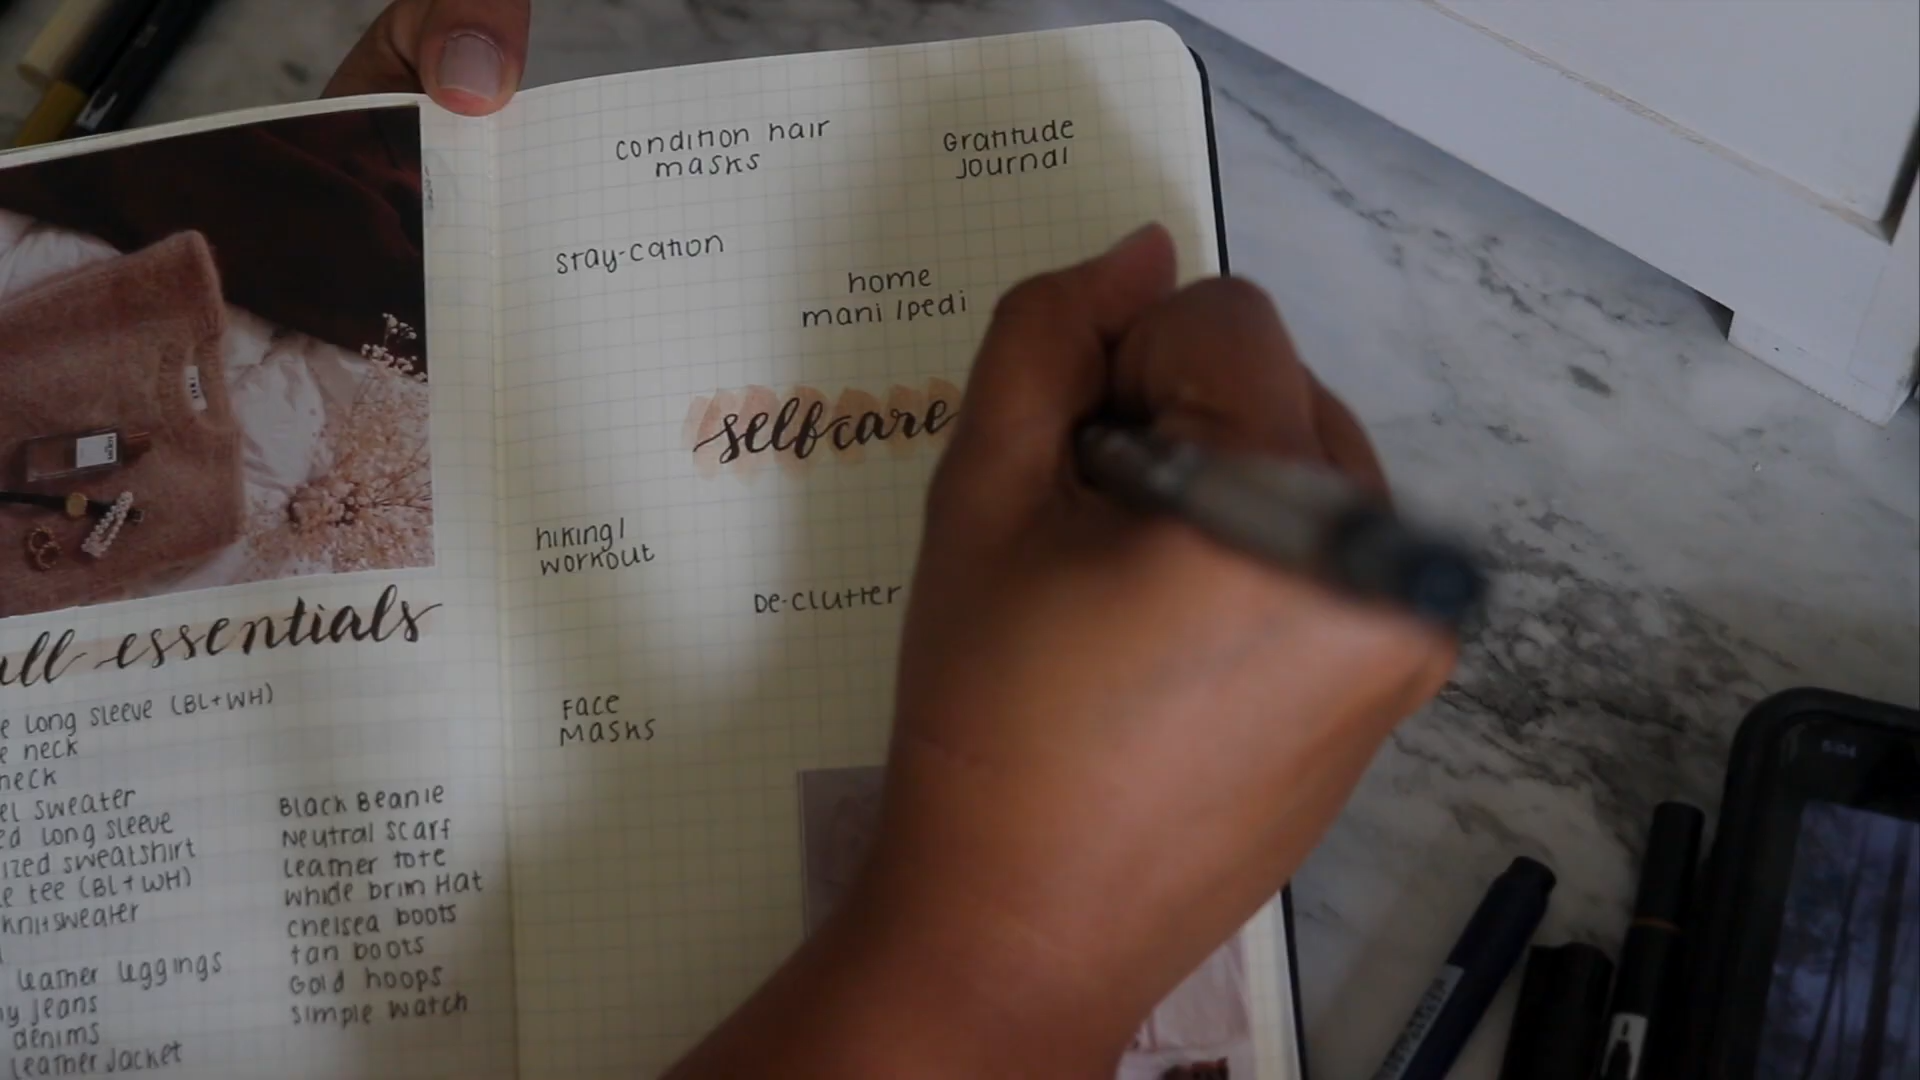 essentials
e long sleeve (BL+WH)
e neck
neck
el sweater
ed long sleeve
ized sweatshirt
e tee (BL+WH)
knit sweater
leather leggings
y jeans
denims
leather jacket
Black Beanie
Neutral scarf
Leather tote
whide brim Hat
chelsea boots
tan boots
Gold hoops
simple watch
condition hair
masks
Gratitude
Journal
stay-cation
home
mani/pedi
selfcare
hiking/
workout
De-clutter
Face
Masks